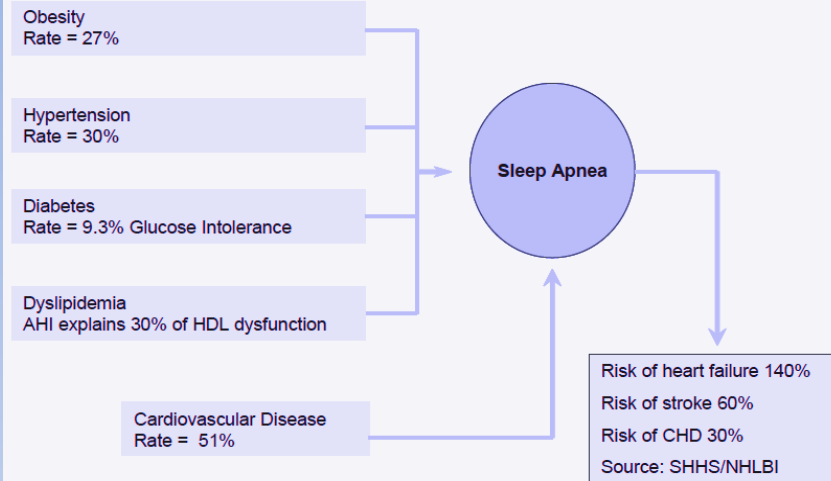 Obesity
Rate = 27%
Hypertension
Rate = 30%
Diabetes
Rate = 9.3% Glucose Intolerance
Dyslipidemia
AHI explains 30% of HDL dysfunction
Cardiovascular Disease
Rate = 51%
Sleep Apnea
Risk of heart failure 140%
Risk of stroke 60%
Risk of CHD 30%
Source: SHHS/NHLBI